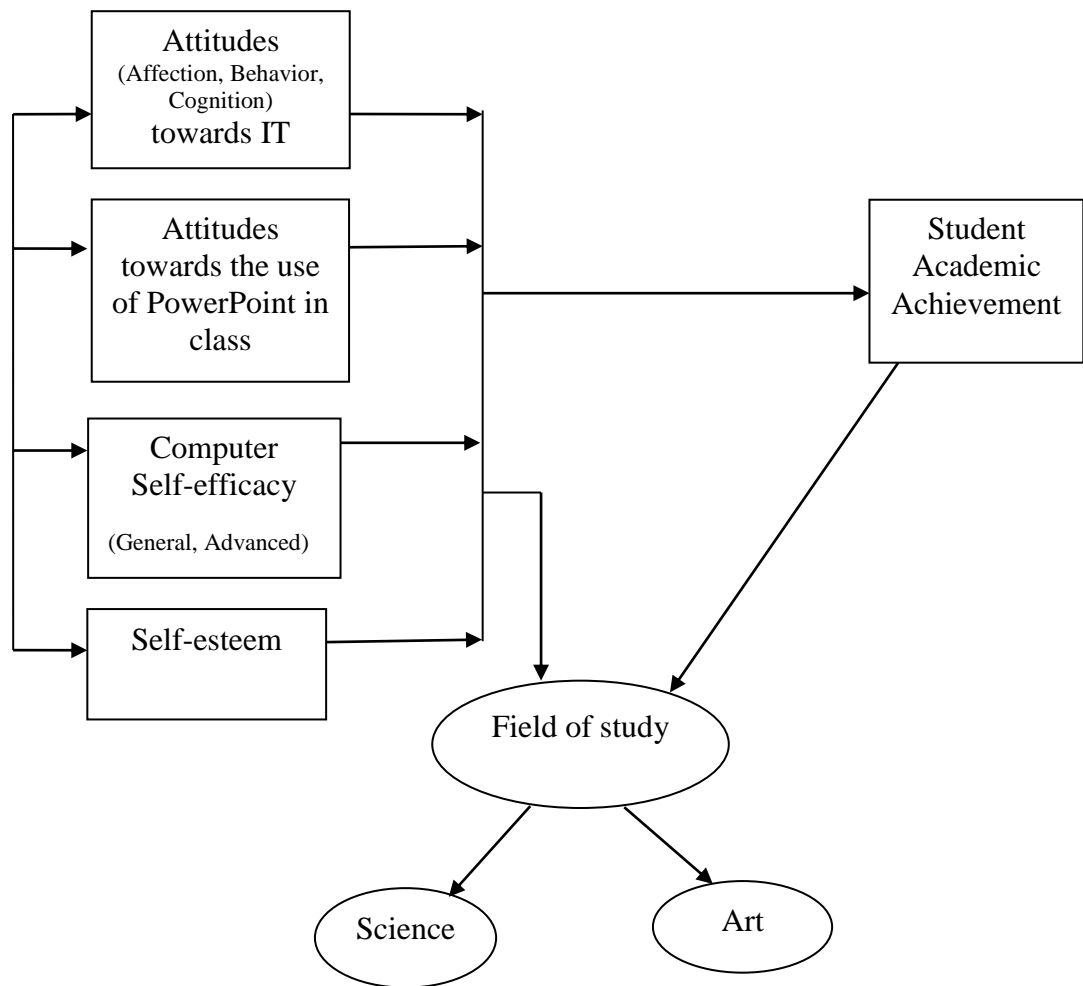 Attitudes
(Affection, Behavior,
Cognition)
towards IT
Attitudes
towards the use
of PowerPoint in
class
Computer
Self-efficacy
(General, Advanced)
Self-esteem
Student
Academic
Achievement
Field of study
Science
Art